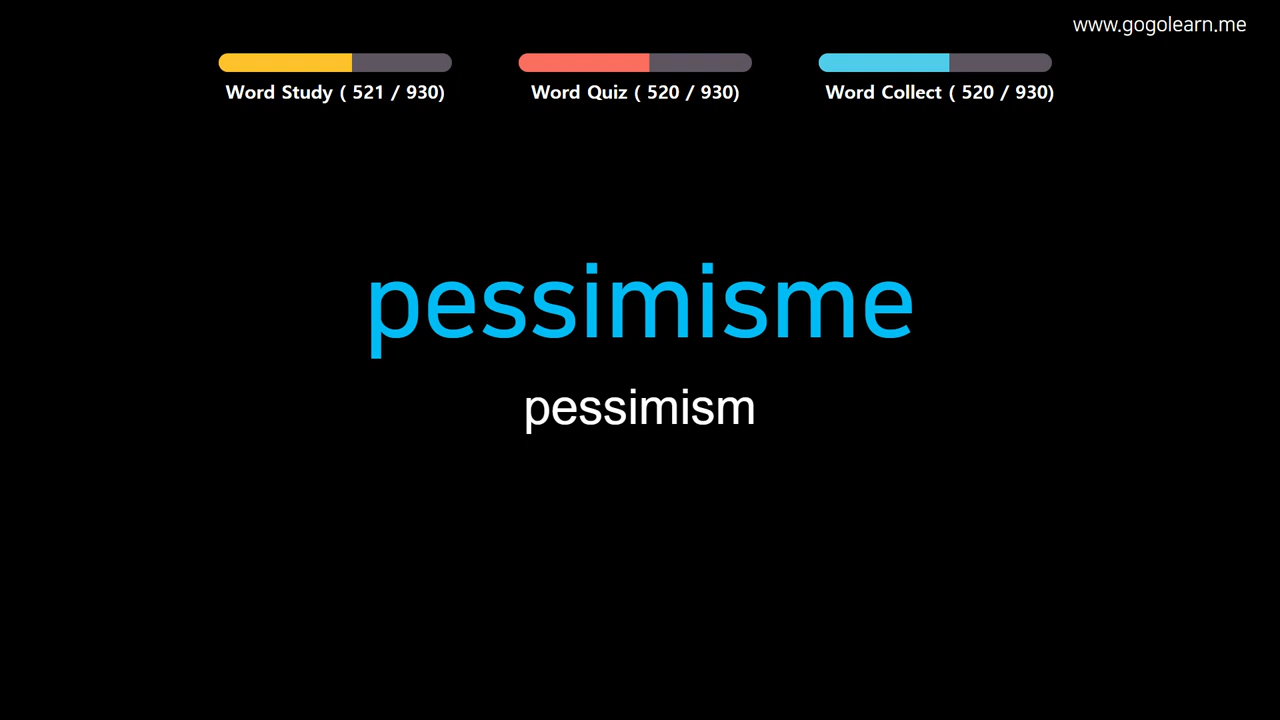 www.gogolearn.me
Word Study ( 521 / 930)
Word Quiz ( 520 / 930)
Word Collect ( 520 / 930)
pessimisme
pessimism